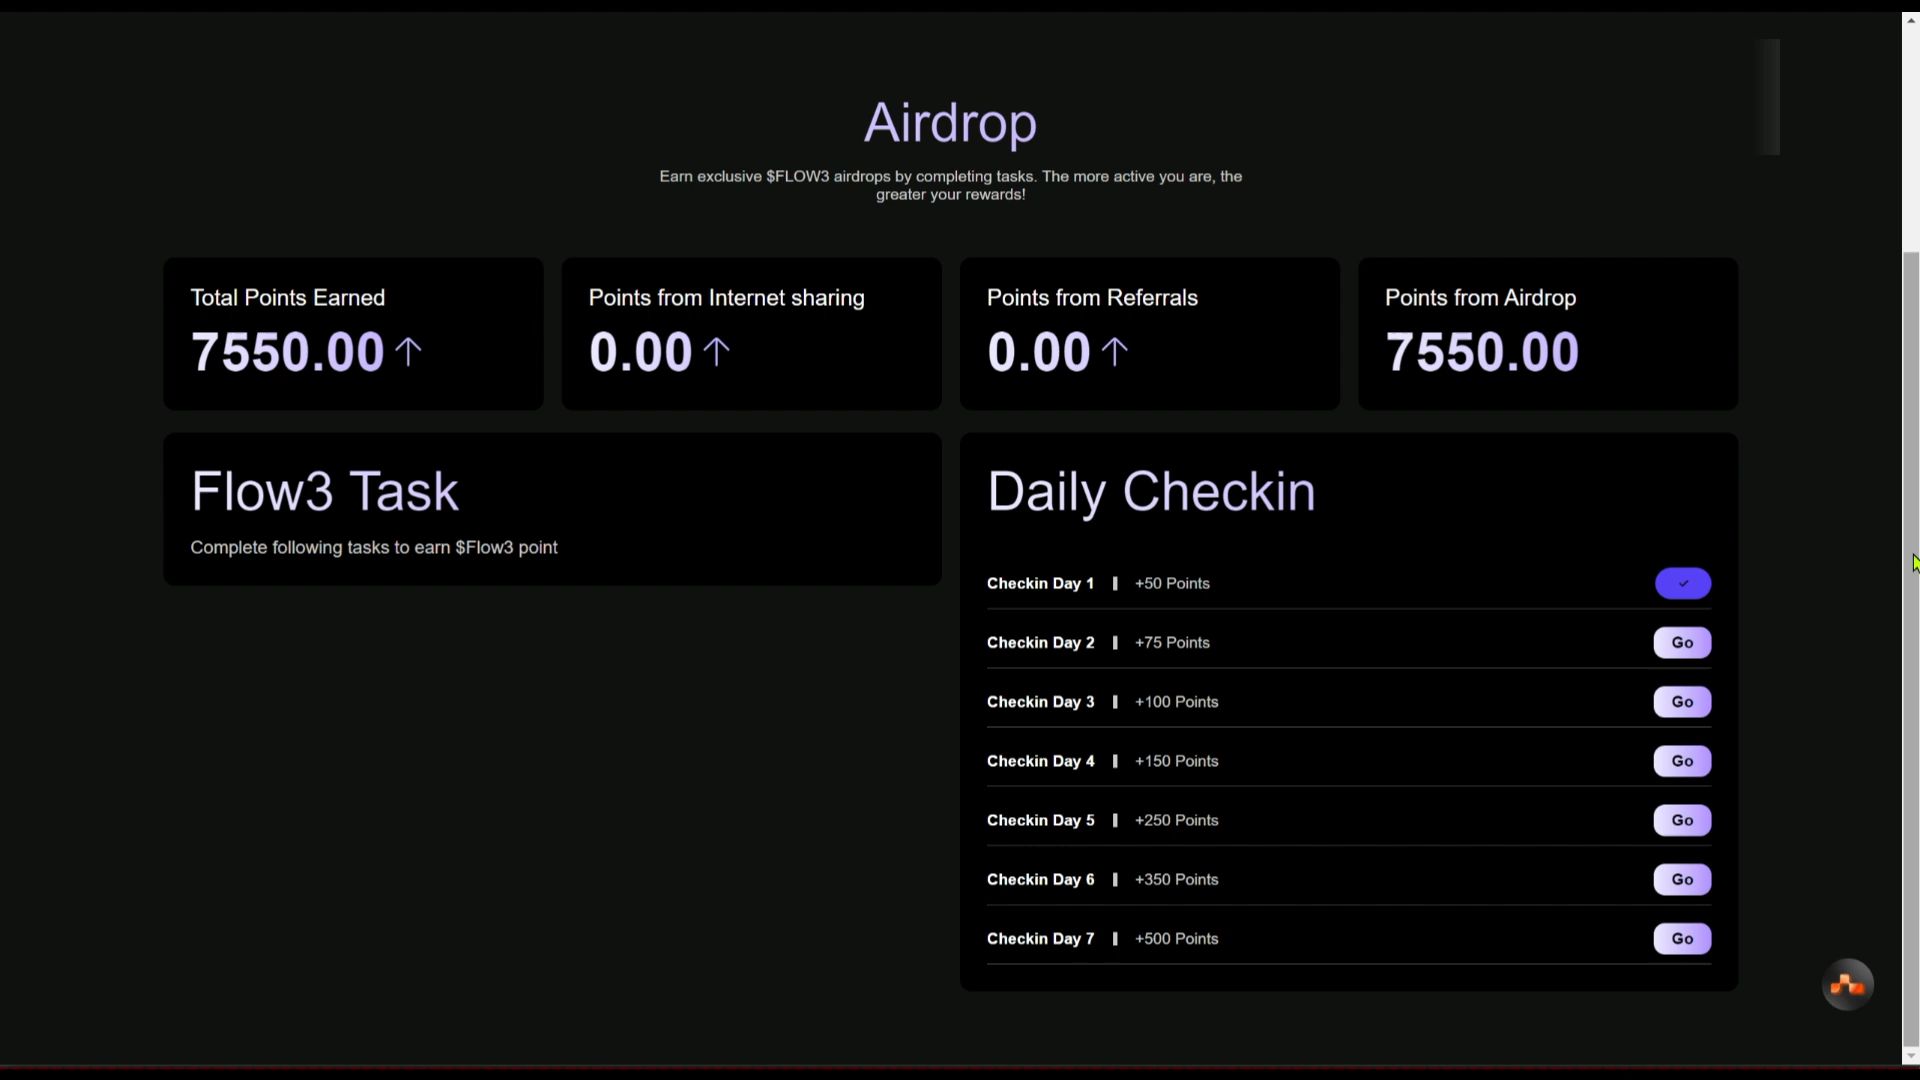 Airdrop
Earn exclusive $FLOW3 airdrops by completing tasks. The more active you are, the
greater your rewards!
Total Points Earned
7550.00
Points from Internet sharing
0.00
Points from Referrals
0.00
Points from Airdrop
7550.00
Flow3 Task
Complete following tasks to earn $Flow3 point
Daily Checkin
Checkin Day 1 +50 Points
Checkin Day 2 +75 Points Go
Checkin Day 3 +100 Points Go
Checkin Day 4 +150 Points Go
Checkin Day 5 +250 Points Go
Checkin Day 6 +350 Points Go
Checkin Day 7 +500 Points Go